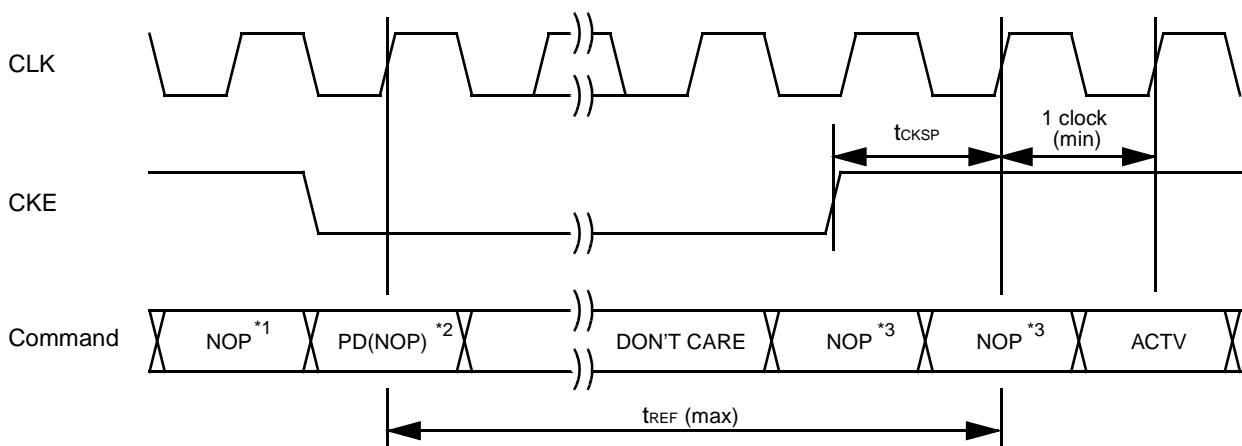 CLK
tCKSP
1 clock
(min)
CKE
Command
NOP *1
PD(NOP) *2
DON'T CARE
NOP *3
NOP *3
ACTV
tREF (max)